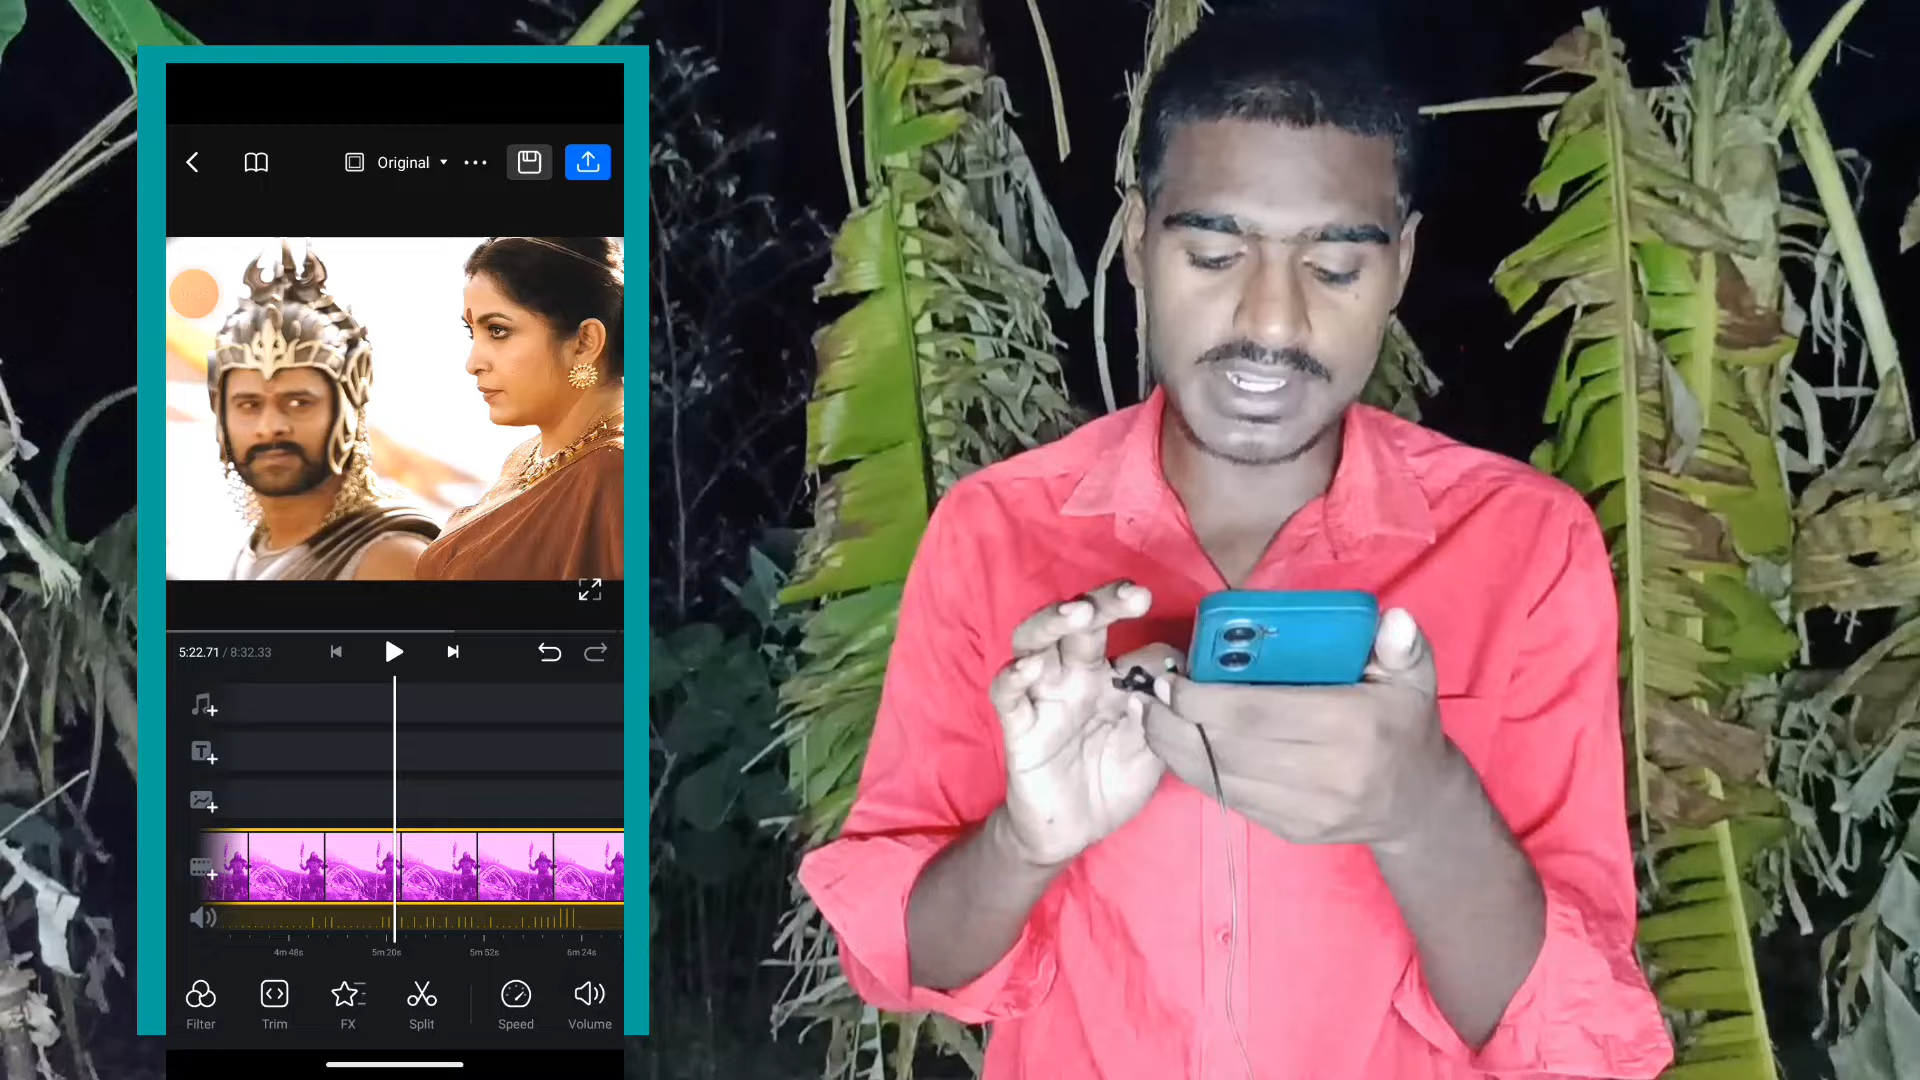 Original
5:22.71 / 8:32.33
T
4m 48s 5m 20s 5m 52s 6m 24s
Filter Trim FX Split Speed Volume